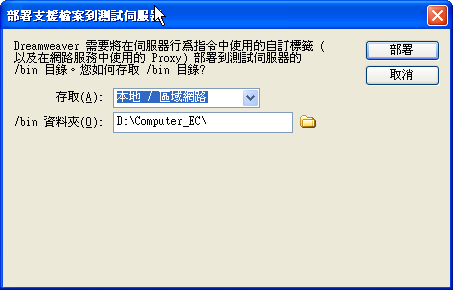 部署支援檔案到測試伺服器
Dreamweaver 需要將在伺服器行為指令中使用的自訂標籤 (
以及在網路服務中使用的 Proxy) 部署到測試伺服器的
/bin 目錄。您如何存取 /bin 目錄?
部署
取消
存取(A): 本地 / 區域網路
/bin 資料夾(O): D:\Computer_EC\